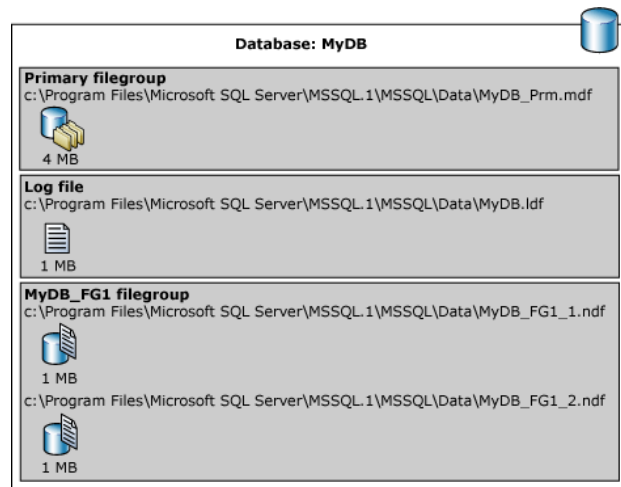 Database: MyDB
Primary filegroup
c:\Program Files\Microsoft SQL Server\MSSQL.1\MSSQL\Data\MyDB_Prm.mdf
4 MB
Log file
c:\Program Files\Microsoft SQL Server\MSSQL.1\MSSQL\Data\MyDB.ldf
1 MB
MyDB_FG1 filegroup
c:\Program Files\Microsoft SQL Server\MSSQL.1\MSSQL\Data\MyDB_FG1_1.ndf
1 MB
c:\Program Files\Microsoft SQL Server\MSSQL.1\MSSQL\Data\MyDB_FG1_2.ndf
1 MB